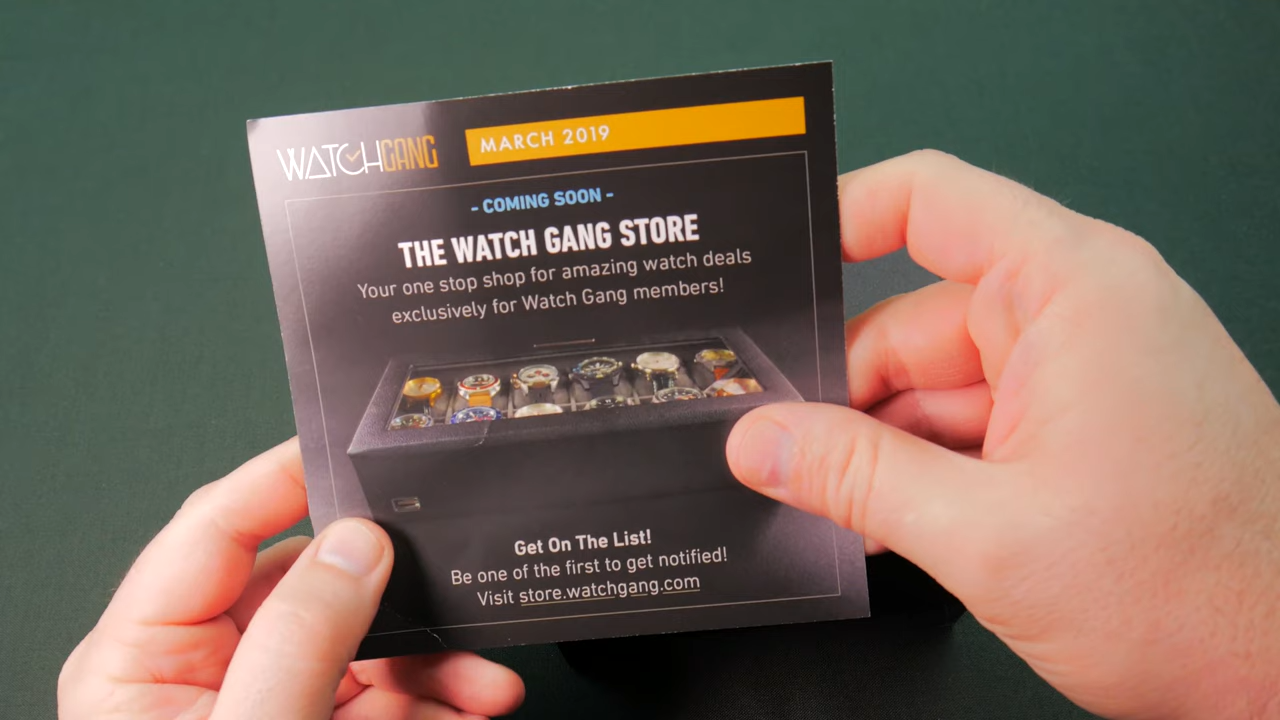 WATCHGANG
MARCH 2019
- COMING SOON -
THE WATCH GANG STORE
Your one stop shop for amazing watch deals
exclusively for Watch Gang members!
Get On The List!
Be one of the first to get notified!
Visit store.watchgang.com